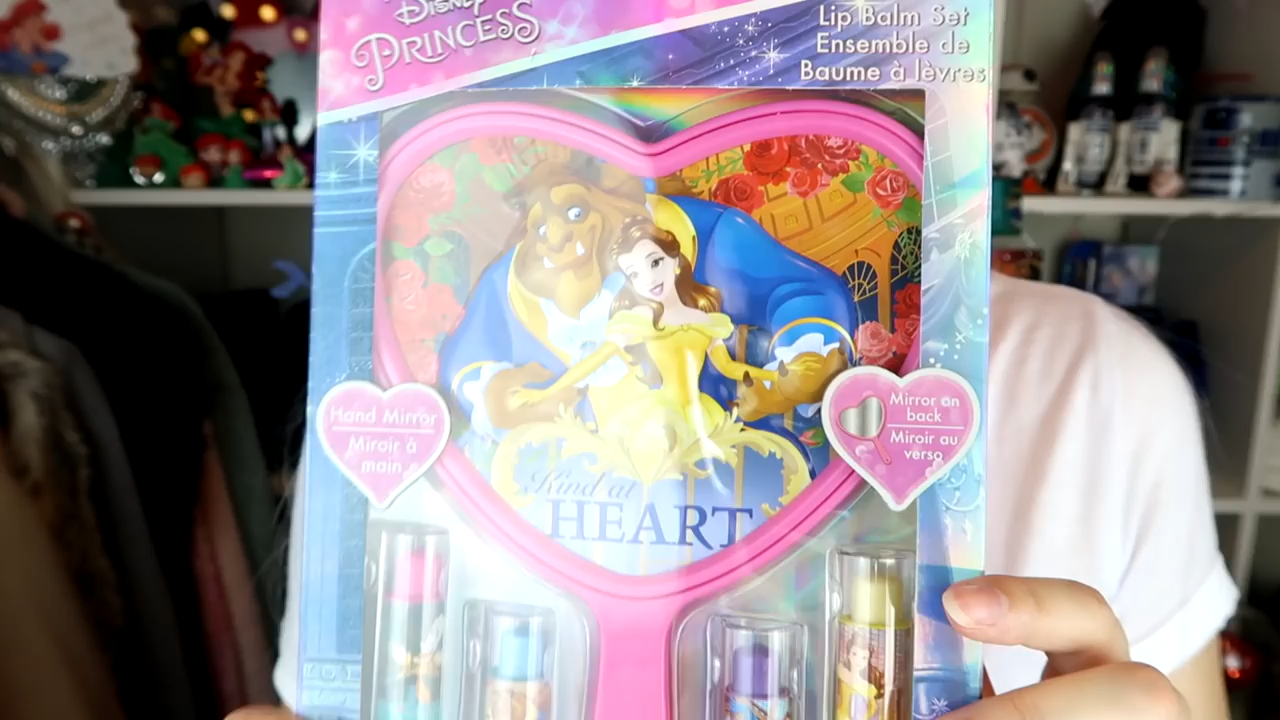 Disney
PRINCESS
Lip Balm Set
Ensemble de
Baume à lèvres
Hand Mirror
Miroir à
main
Mirror on
back
Miroir au
verso
Kind at
HEART